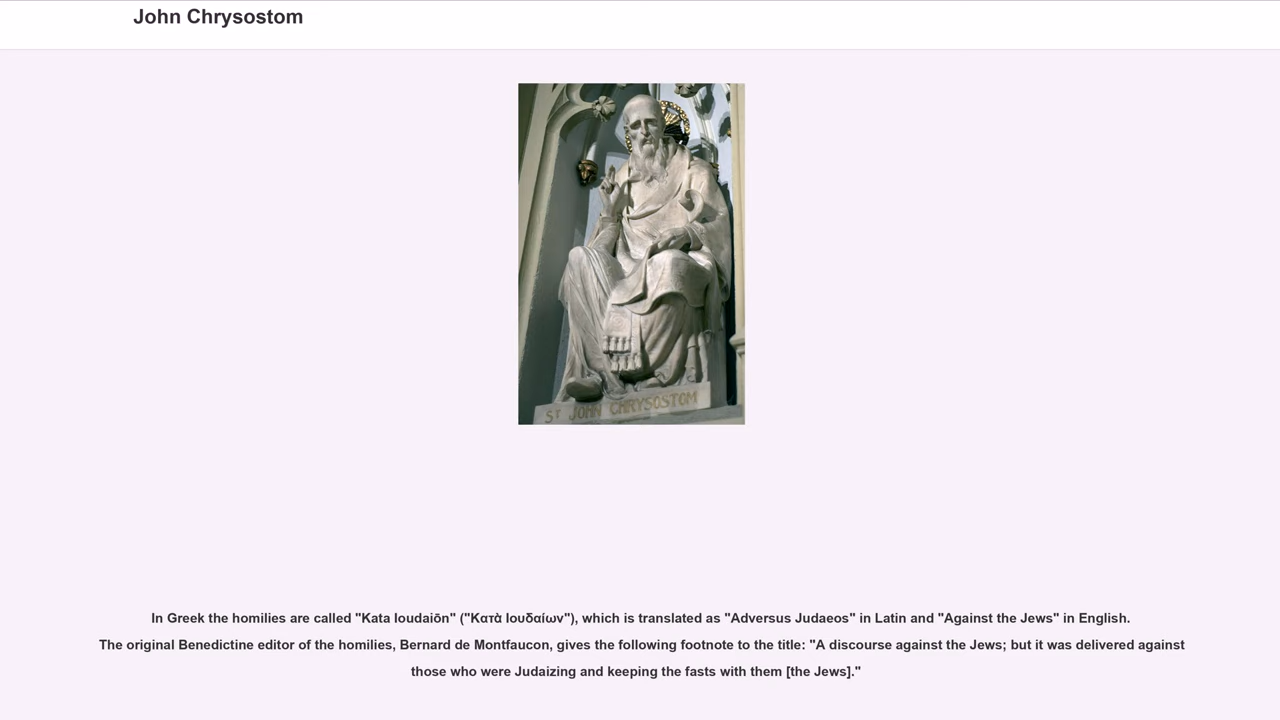 John Chrysostom
ST JOHN CHRYSOSTOM
In Greek the homilies are called "Kata Ioudaiōn" ("Κατὰ Ιουδαίων"), which is translated as "Adversus Judaeos" in Latin and "Against the Jews" in English.
The original Benedictine editor of the homilies, Bernard de Montfaucon, gives the following footnote to the title: "A discourse against the Jews; but it was delivered against
those who were Judaizing and keeping the fasts with them [the Jews]."